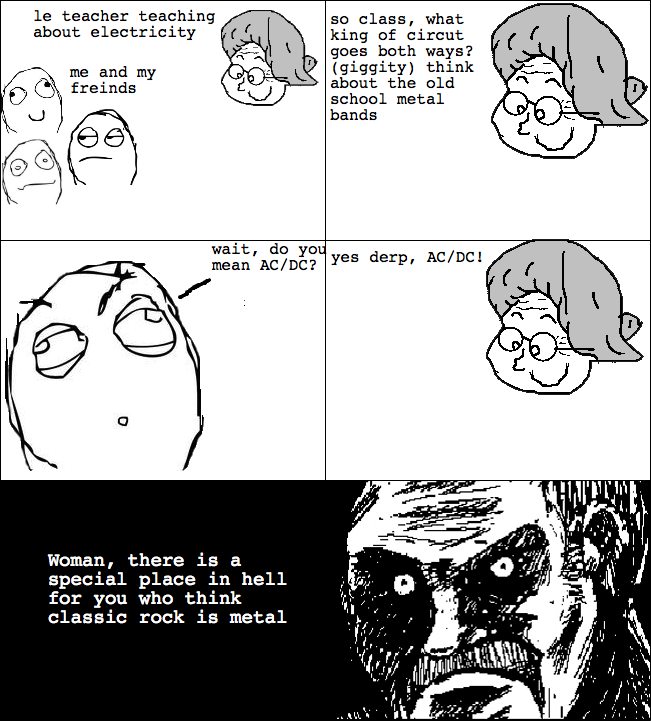 le teacher teaching
about electricity
me and my
freinds
so class, what
king of circut
goes both ways?
(giggity) think
about the old
school metal
bands
wait, do you
mean AC/DC?
yes derp, AC/DC!
Woman, there is a
special place in hell
for you who think
classic rock is metal